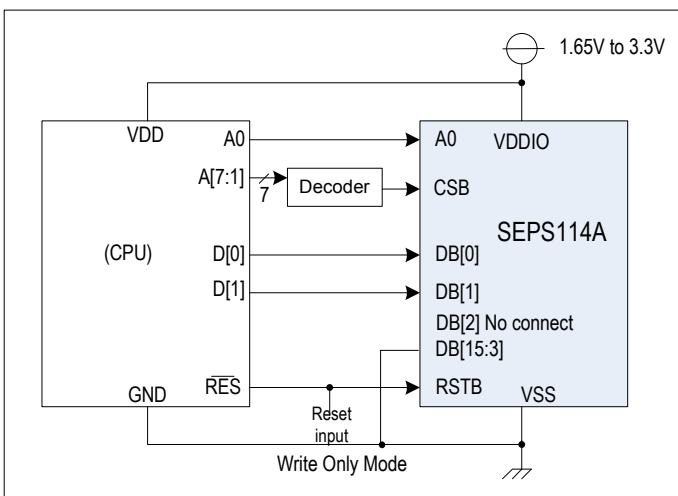 1.65V to 3.3V
VDD
A0
A0
VDDIO
A[7:1]
7
Decoder
CSB
SEPS114A
(CPU)
D[0]
DB[0]
D[1]
DB[1]
DB[2] No connect
DB[15:3]
GND
RES
RSTB
VSS
Reset
input
Write Only Mode